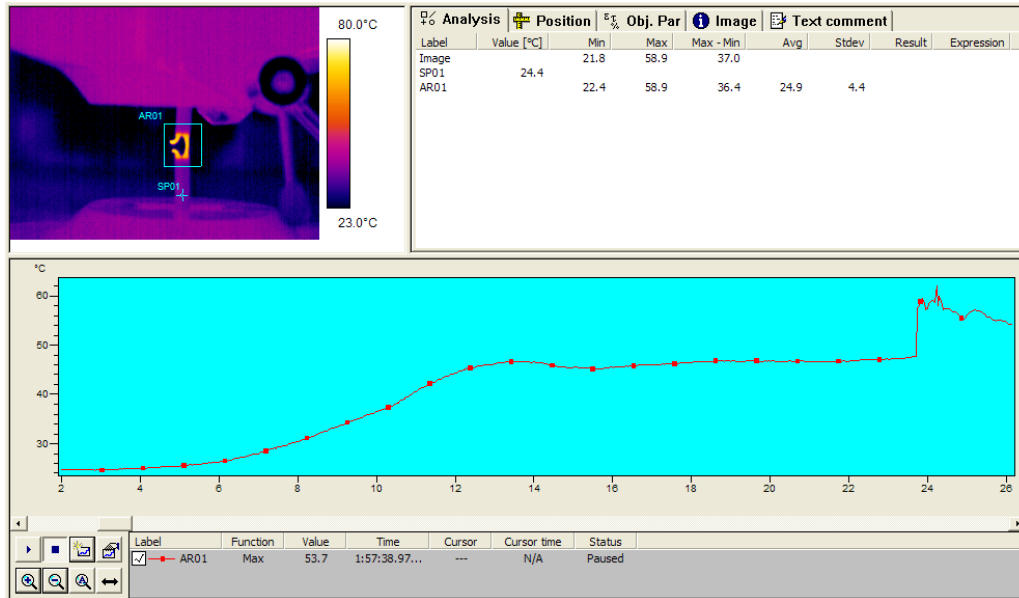 80.0°C
AR01
SP01
23.0°C
Analysis Position Obj. Par Image Text comment
Label Value [°C] Min Max Max - Min Avg Stdev Result Expression
Image 21.8 58.9 37.0
SP01 24.4
AR01 22.4 58.9 36.4 24.9 4.4
°C
60
50
40
30
2 4 6 8 10 12 14 16 18 20 22 24 26
Label Function Value Time Cursor Cursor time Status
AR01 Max 53.7 1:57:38.97... --- N/A Paused